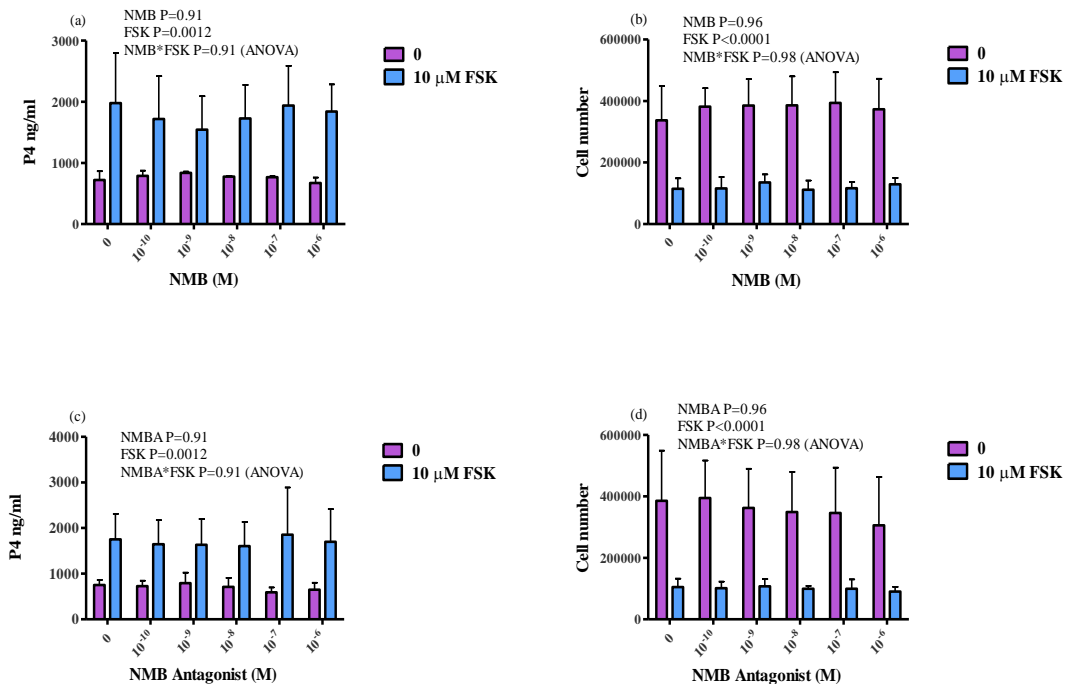 (a)
NMB P=0.91
FSK P=0.0012
NMB*FSK P=0.91 (ANOVA)
3000
2000
1000
0
P4 ng/ml
0
10⁻¹⁰
10⁻⁹
10⁻⁸
10⁻⁷
10⁻⁶
NMB (M)
0
10 μM FSK
(b)
NMB P=0.96
FSK P<0.0001
NMB*FSK P=0.98 (ANOVA)
600000
400000
200000
0
Cell number
0
10⁻¹⁰
10⁻⁹
10⁻⁸
10⁻⁷
10⁻⁶
NMB (M)
0
10 μM FSK
(c)
NMBA P=0.91
FSK P=0.0012
NMBA*FSK P=0.91 (ANOVA)
4000
3000
2000
1000
0
P4 ng/ml
0
10⁻¹⁰
10⁻⁹
10⁻⁸
10⁻⁷
10⁻⁶
NMB Antagonist (M)
0
10 μM FSK
(d)
NMBA P=0.96
FSK P<0.0001
NMBA*FSK P=0.98 (ANOVA)
600000
400000
200000
0
Cell number
0
10⁻¹⁰
10⁻⁹
10⁻⁸
10⁻⁷
10⁻⁶
NMB Antagonist (M)
0
10 μM FSK